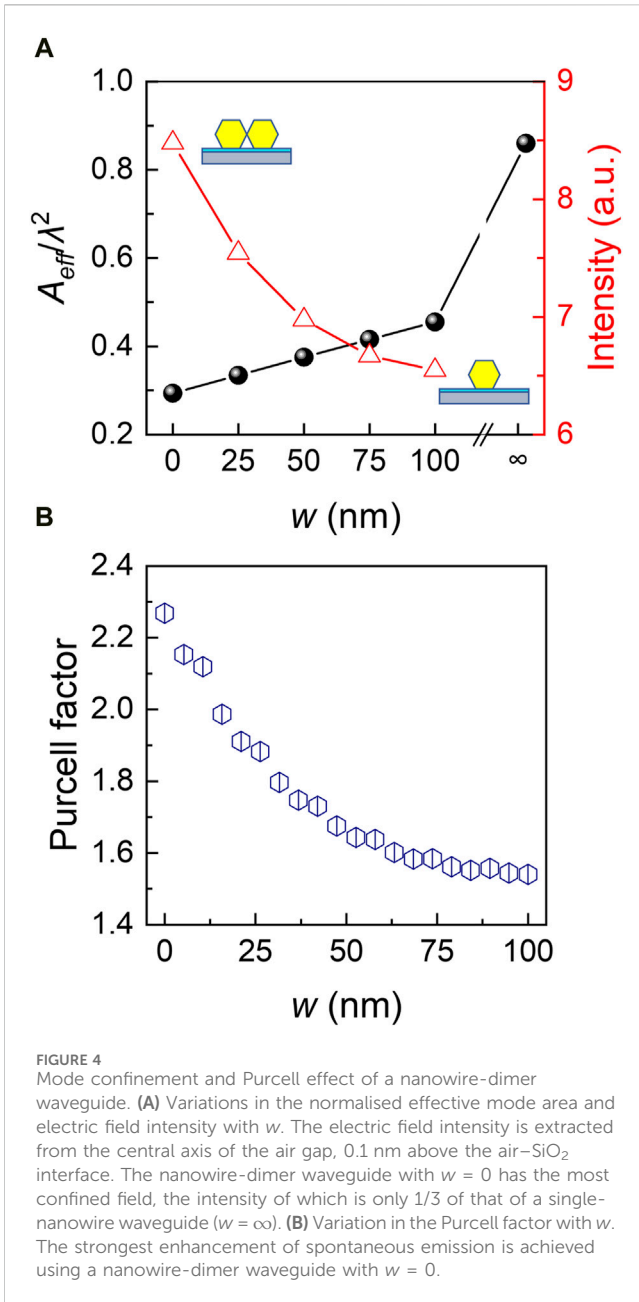 A
1.0
0.8
0.6
0.4
0.2
A_eff/λ²
9
8
7
6
Intensity (a.u.)
0 25 50 75 100 ∞
w (nm)
B
2.4
2.2
2.0
1.8
1.6
1.4
Purcell factor
0 25 50 75 100
w (nm)
FIGURE 4
Mode confinement and Purcell effect of a nanowire-dimer
waveguide. (A) Variations in the normalised effective mode area and
electric field intensity with w. The electric field intensity is extracted
from the central axis of the air gap, 0.1 nm above the air–SiO₂
interface. The nanowire-dimer waveguide with w = 0 has the most
confined field, the intensity of which is only 1/3 of that of a single-
nanowire waveguide (w = ∞). (B) Variation in the Purcell factor with w.
The strongest enhancement of spontaneous emission is achieved
using a nanowire-dimer waveguide with w = 0.